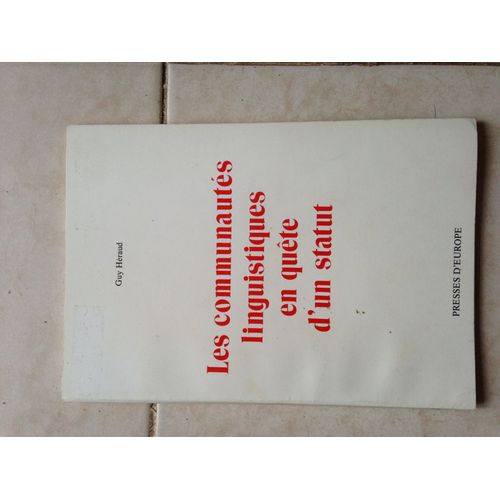 Guy Héraud
Les communautés
linguistiques
en quête
d'un statut
PRESSES D'EUROPE